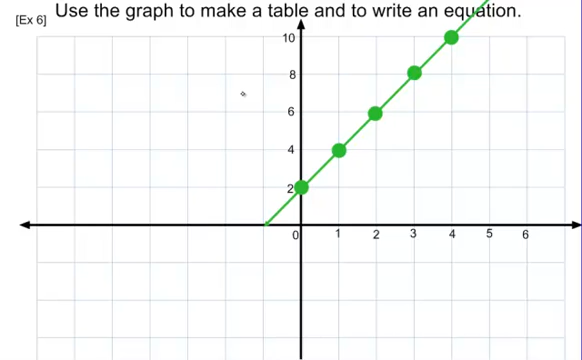 [Ex 6] Use the graph to make a table and to write an equation.
10
8
6
4
2
0 1 2 3 4 5 6